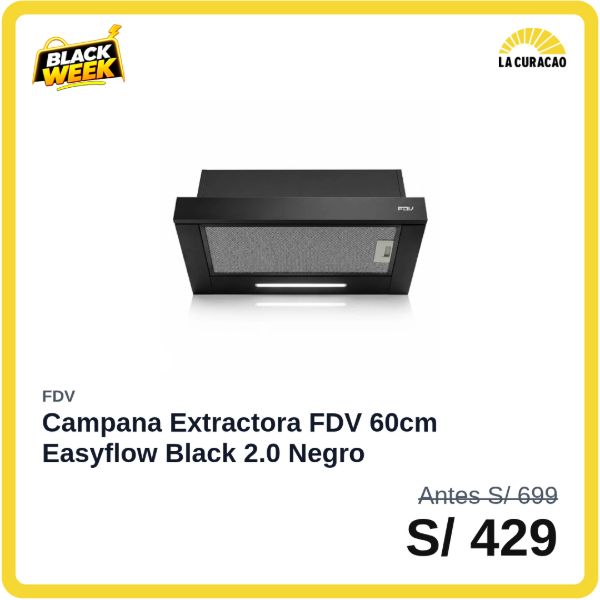 BLACK
WEEK
LA CURACAO
FDV
FDV
Campana Extractora FDV 60cm
Easyflow Black 2.0 Negro
Antes S/ 699
S/ 429